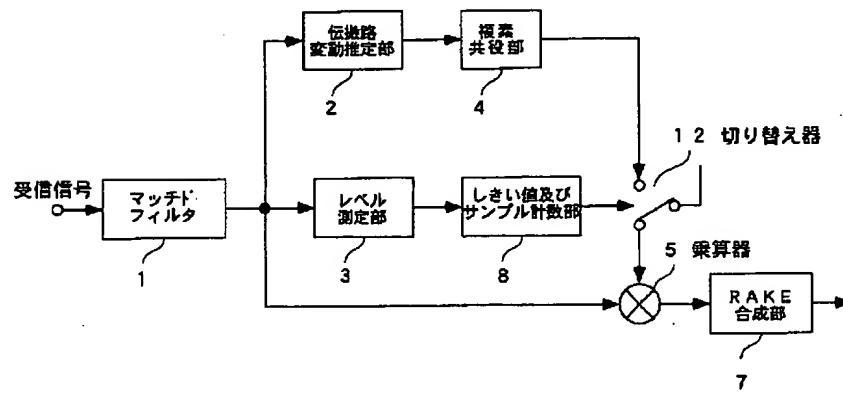 伝搬路
変動推定部
2
複素
共役部
4
12 切り替え器
受信信号
マッチド
フィルタ
1
レベル
測定部
3
しきい値及び
サンプル計数部
8
5 乗算器
RAKE
合成部
7